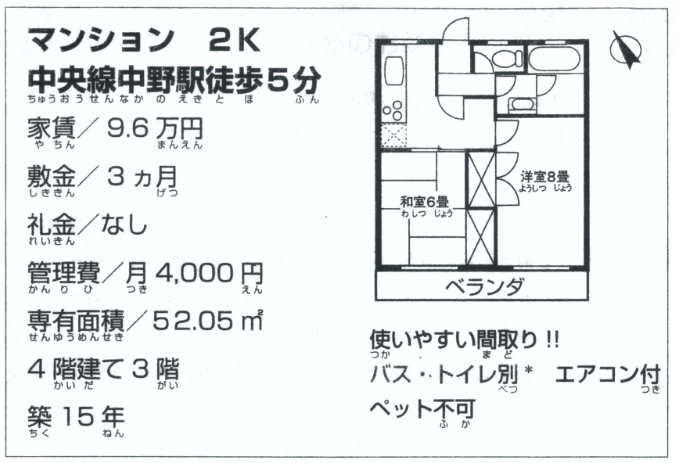 マンション 2K
中央線中野駅徒歩5分
ちゅうおうせんなかのえきとほ ふん
家賃／9.6万円
やちん まんえん
敷金／3ヵ月
しききん げつ
礼金／なし
れいきん
管理費／月4,000円
かんりひ つき えん
専有面積／52.05㎡
せんゆうめんせき
4階建て3階
かいだ がい
築15年
ちく ねん
洋室8畳
ようしつ じょう
和室6畳
わしつ じょう
ベランダ
使いやすい間取り!!
つか まど
バス・トイレ別* エアコン付
べつ つき
ペット不可
ふか